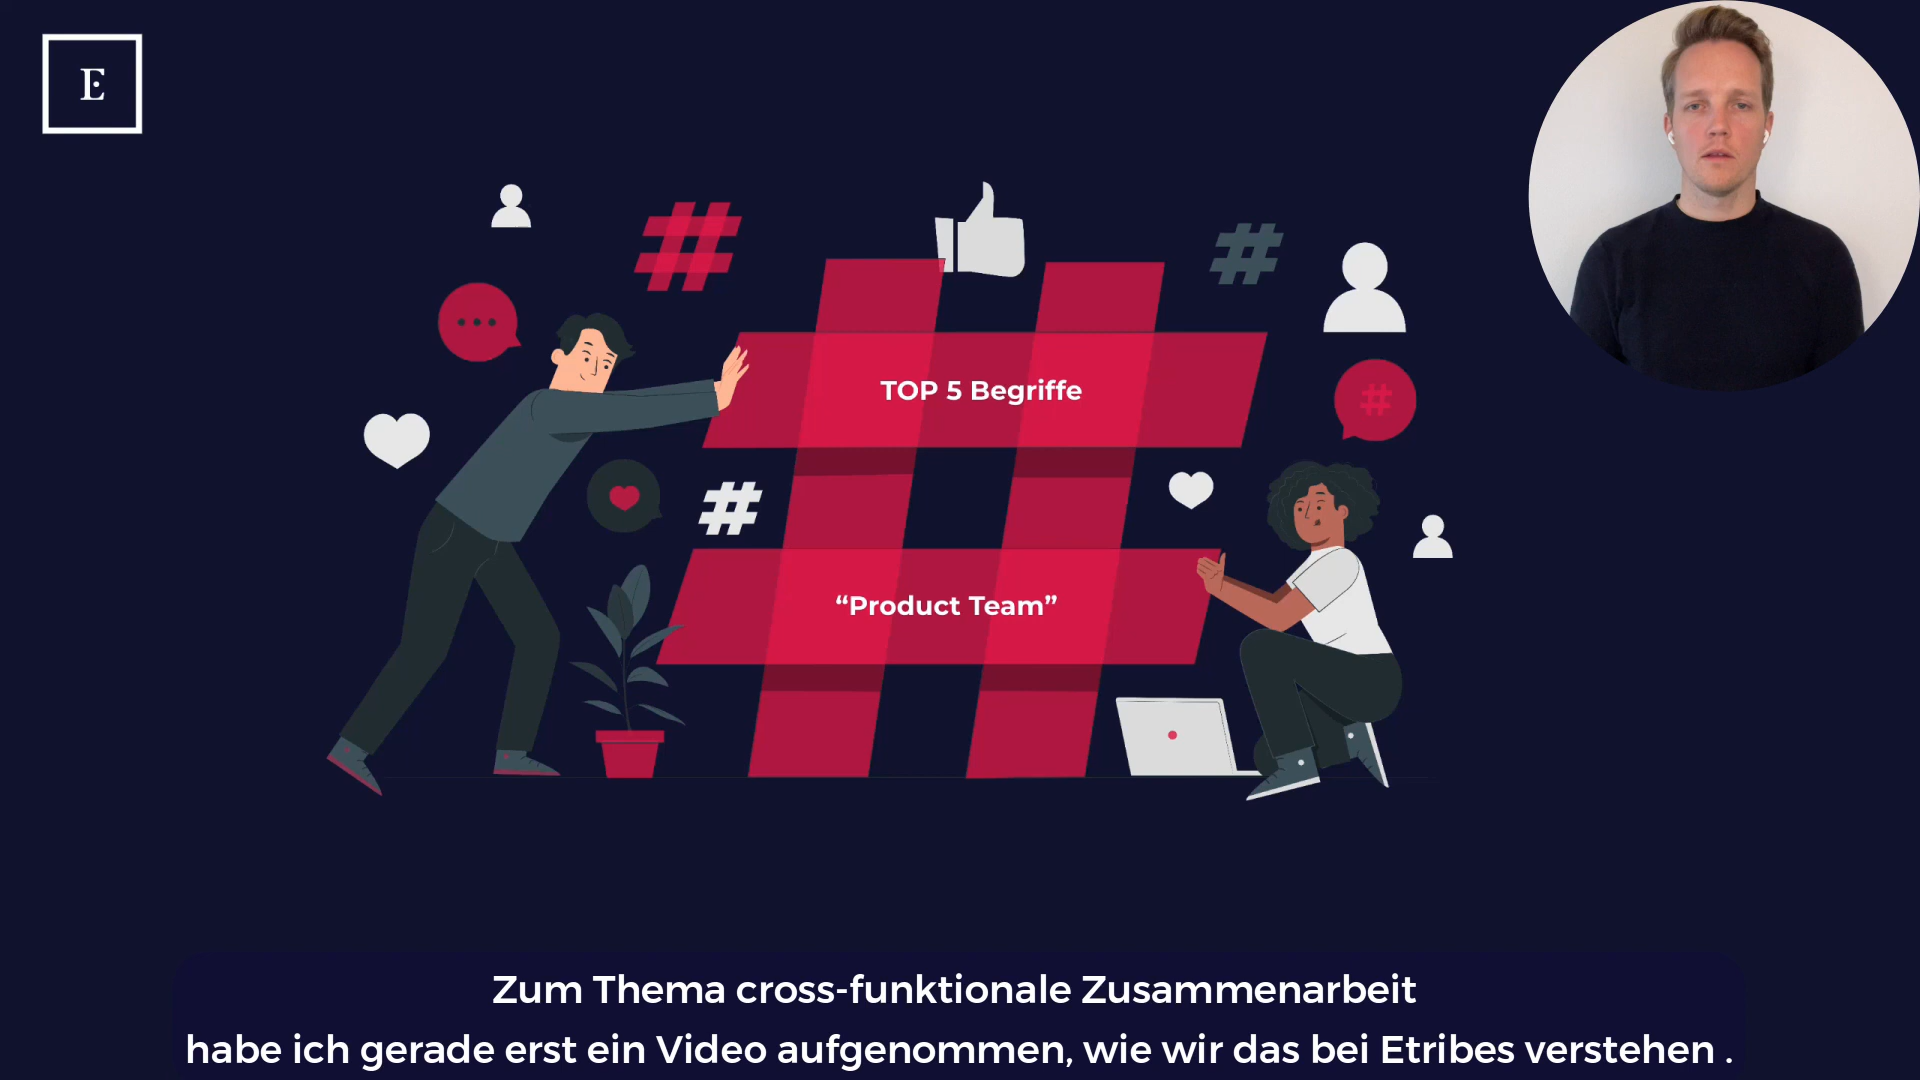 E
TOP 5 Begriffe
“Product Team”
Zum Thema cross-funktionale Zusammenarbeit
habe ich gerade erst ein Video aufgenommen, wie wir das bei Etribes verstehen .